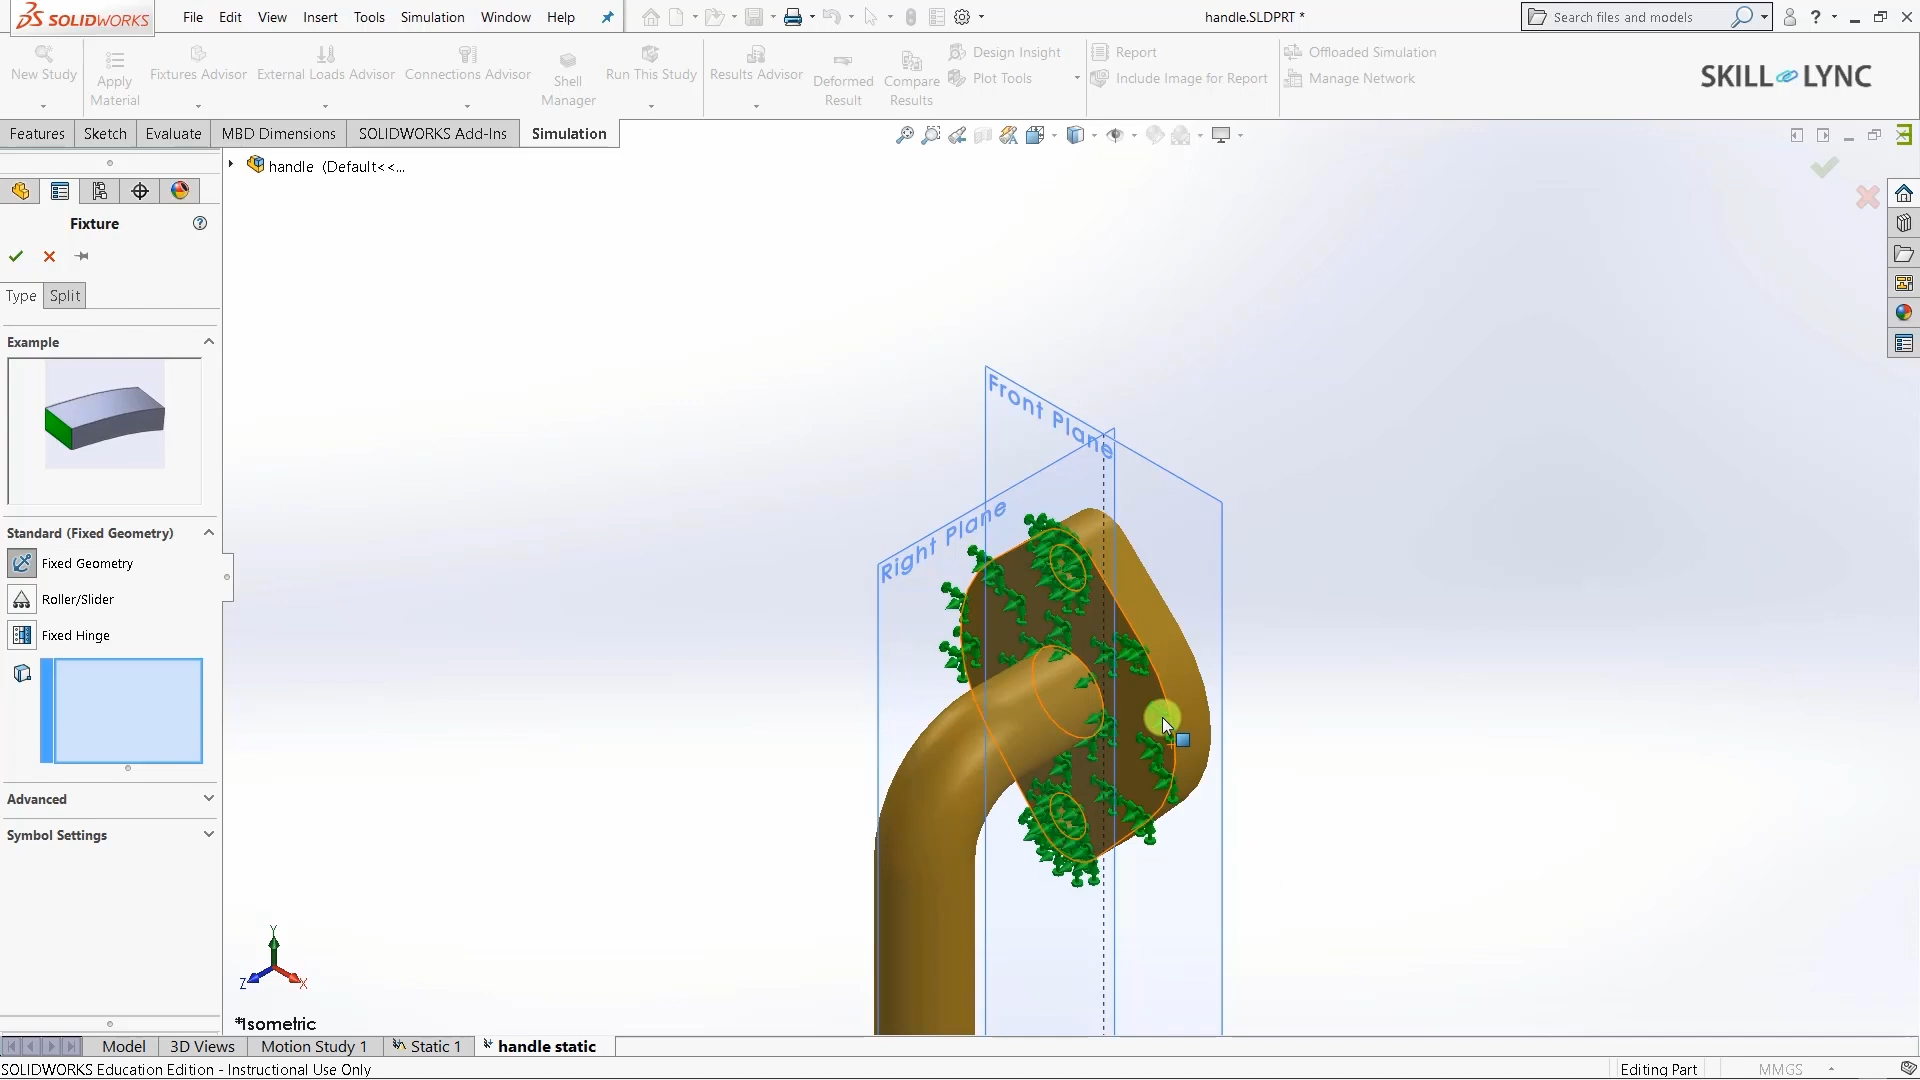 SOLIDWORKS
File Edit View Insert Tools Simulation Window Help
handle.SLDPRT *
Search files and models
?
New Study
Apply Material
Fixtures Advisor
External Loads Advisor
Connections Advisor
Shell Manager
Run This Study
Results Advisor
Deformed Result
Compare Results
Design Insight
Plot Tools
Report
Include Image for Report
Offloaded Simulation
Manage Network
SKILL LYNC
Features Sketch Evaluate MBD Dimensions SOLIDWORKS Add-Ins Simulation
handle (Default<<...
Fixture
?
Type Split
Example
Standard (Fixed Geometry)
Fixed Geometry
Roller/Slider
Fixed Hinge
Advanced
Symbol Settings
Front Plane
Right Plane
Y
Z
X
*Isometric
Model 3D Views Motion Study 1 Static 1 handle static
SOLIDWORKS Education Edition - Instructional Use Only
Editing Part
MMGS